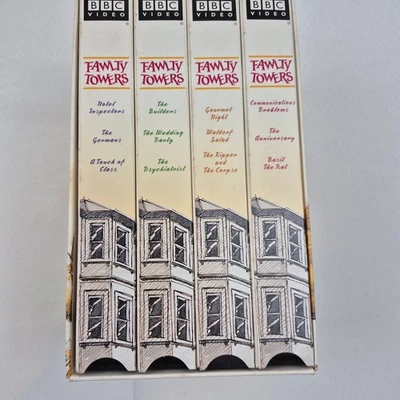 BBC
VIDEO
FAWLTY
TOWERS
Hotel
Inspectors
The
Germans
A Touch of
Class
BBC
VIDEO
FAWLTY
TOWERS
The
Builders
The Wedding
Party
The
Psychiatrist
BBC
VIDEO
FAWLTY
TOWERS
Gourmet
Night
Waldorf
Salad
The Kipper
and The
Corpse
BBC
VIDEO
FAWLTY
TOWERS
Communications
Problems
The
Anniversary
Basil
The Rat